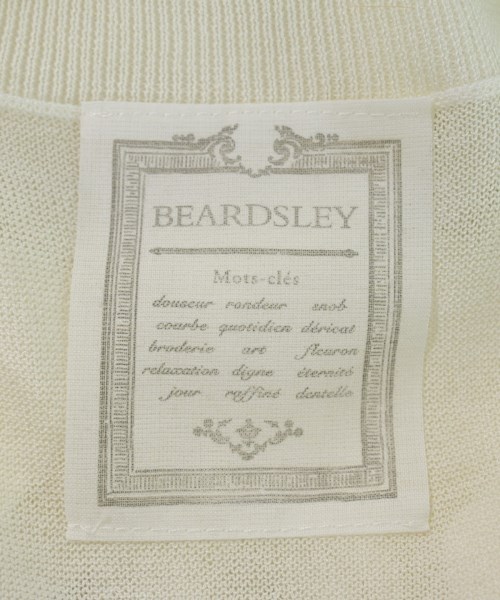 BEARDSLEY
Mots-clés
douceur rondeur snob
courbe quotidien déricat
broderie art fleuron
relaxation digne éternité
jour raffiné dentelle